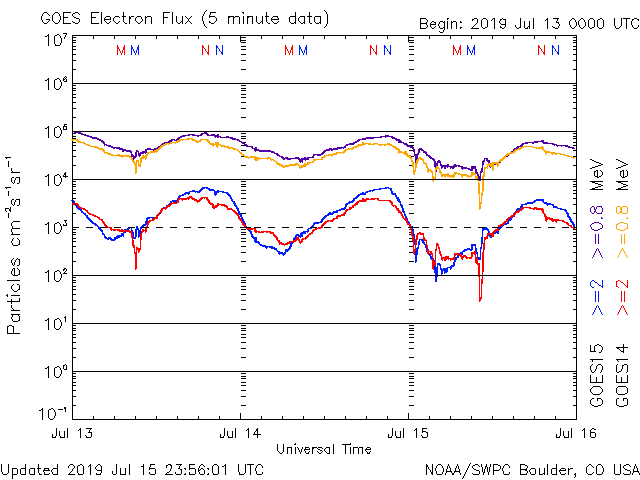 GOES Electron Flux (5 minute data)
Begin: 2019 Jul 13 0000 UTC
10⁷
M M N N M M N N M M N N
10⁶
10⁵
10⁴
10³
10²
10¹
10⁰
10⁻¹
Particles cm⁻²s⁻¹sr⁻¹
Jul 13 Jul 14 Jul 15 Jul 16
Universal Time
GOES15 >=2 >=0.8 MeV
GOES14 >=2 >=0.8 MeV
Updated 2019 Jul 15 23:56:01 UTC
NOAA/SWPC Boulder, CO USA